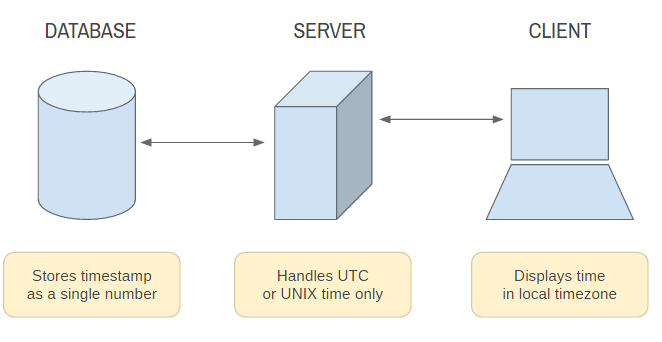 DATABASE
SERVER
CLIENT
Stores timestamp
as a single number
Handles UTC
or UNIX time only
Displays time
in local timezone